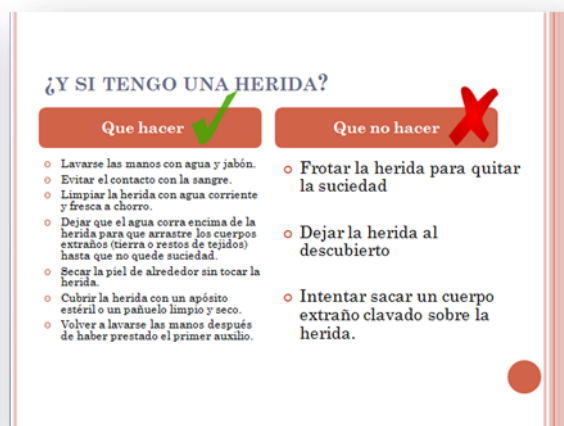 ¿Y SI TENGO UNA HERIDA?
Que hacer
Lavarse las manos con agua y jabón.
Evitar el contacto con la sangre.
Limpiar la herida con agua corriente
y fresca a chorro.
Dejar que el agua corra encima de la
herida para que arrastre los cuerpos
extraños (tierra o restos de tejidos)
hasta que no quede suciedad.
Secar la piel de alrededor sin tocar la
herida.
Cubrir la herida con un apósito
estéril o un pañuelo limpio y seco.
Volver a lavarse las manos después
de haber prestado el primer auxilio.
Que no hacer
Frotar la herida para quitar
la suciedad
Dejar la herida al
descubierto
Intentar sacar un cuerpo
extraño clavado sobre la
herida.